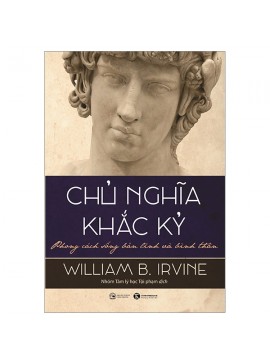 CHỦ NGHĨA
KHẮC KỶ
Phong cách sống bản lĩnh và bình thản
WILLIAM B. IRVINE
Nhóm Tâm lý học Tội phạm dịch